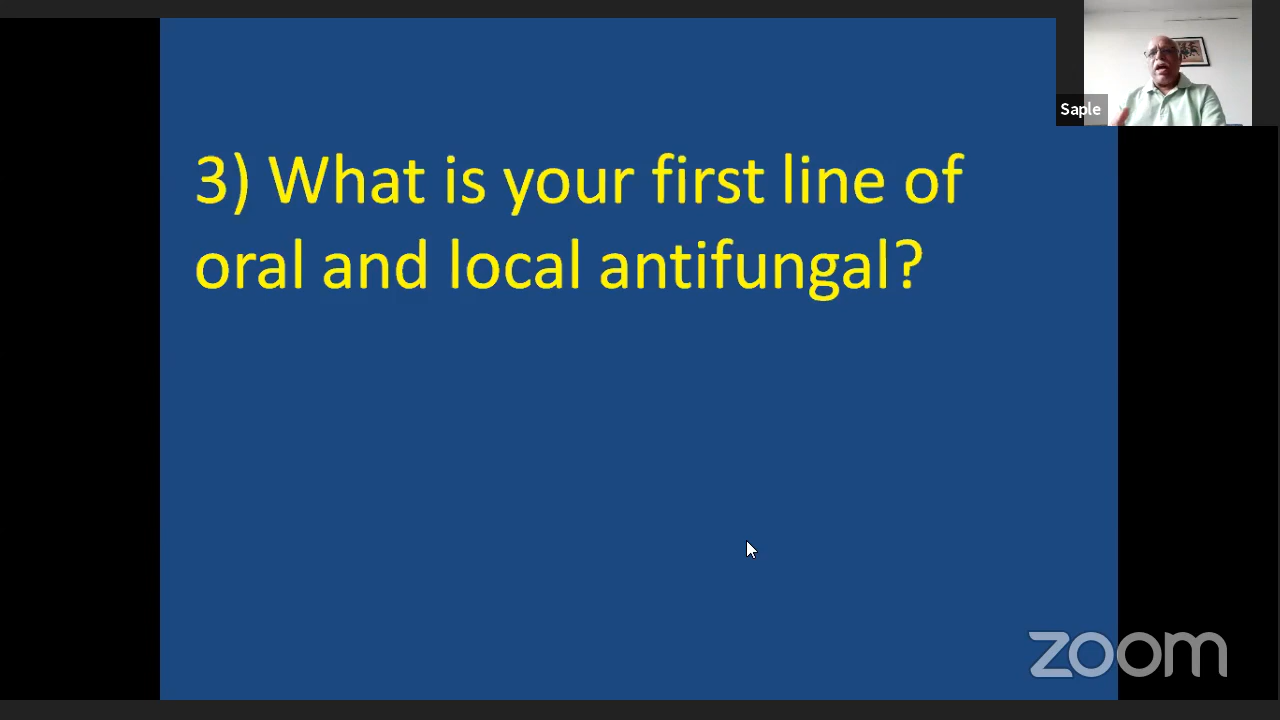 Saple
3) What is your first line of
oral and local antifungal?
zoom